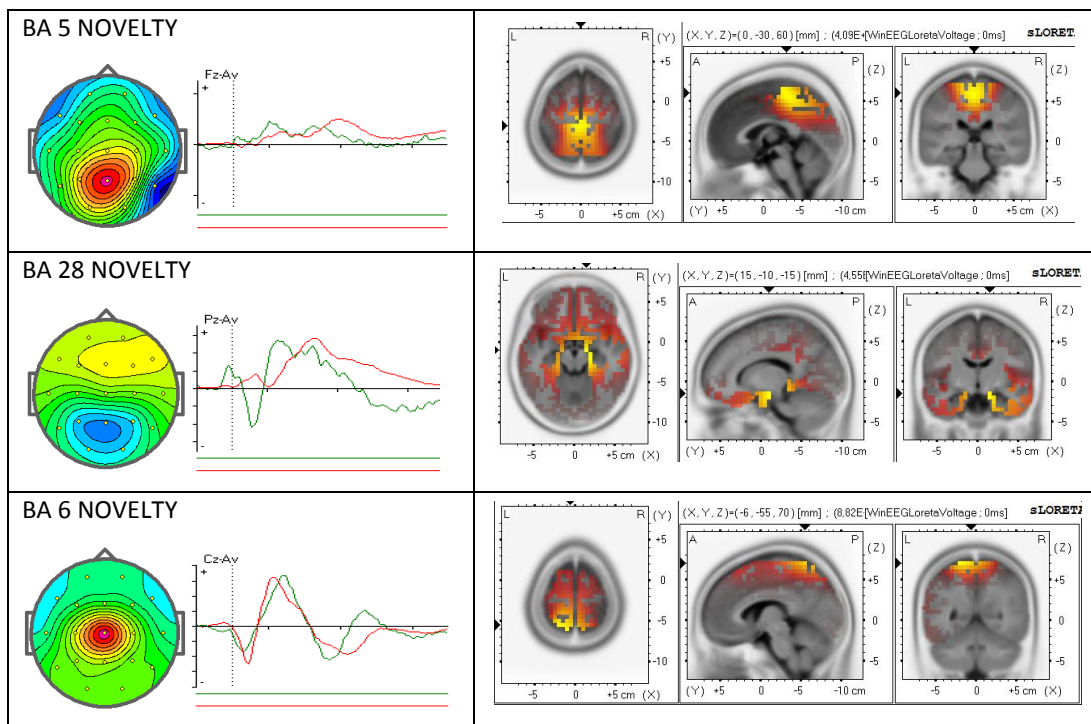 BA 5 NOVELTY
Fz-Av
+
-
(X, Y, Z)=(0, -30, 60) [mm] ; (4,09E+[WinEEGLoretaVoltage ; 0ms] sLORETA
L R (Y)
+5
0
-5
-10
-5 0 +5 cm (X)
A P (Z)
+5
0
-5
(Y) +5 0 -5 -10 cm
L R (Z)
+5
0
-5
-5 0 +5 cm (X)
BA 28 NOVELTY
Pz-Av
+
-
(X, Y, Z)=(15, -10, -15) [mm] ; (4,55E[WinEEGLoretaVoltage ; 0ms] sLORETA
L R (Y)
+5
0
-5
-10
-5 0 +5 cm (X)
A P (Z)
+5
0
-5
(Y) +5 0 -5 -10 cm
L R (Z)
+5
0
-5
-5 0 +5 cm (X)
BA 6 NOVELTY
Cz-Av
+
-
(X, Y, Z)=(-6, -55, 70) [mm] ; (8,82E[WinEEGLoretaVoltage ; 0ms] sLORETA
L R (Y)
+5
0
-5
-10
-5 0 +5 cm (X)
A P (Z)
+5
0
-5
(Y) +5 0 -5 -10 cm
L R (Z)
+5
0
-5
-5 0 +5 cm (X)